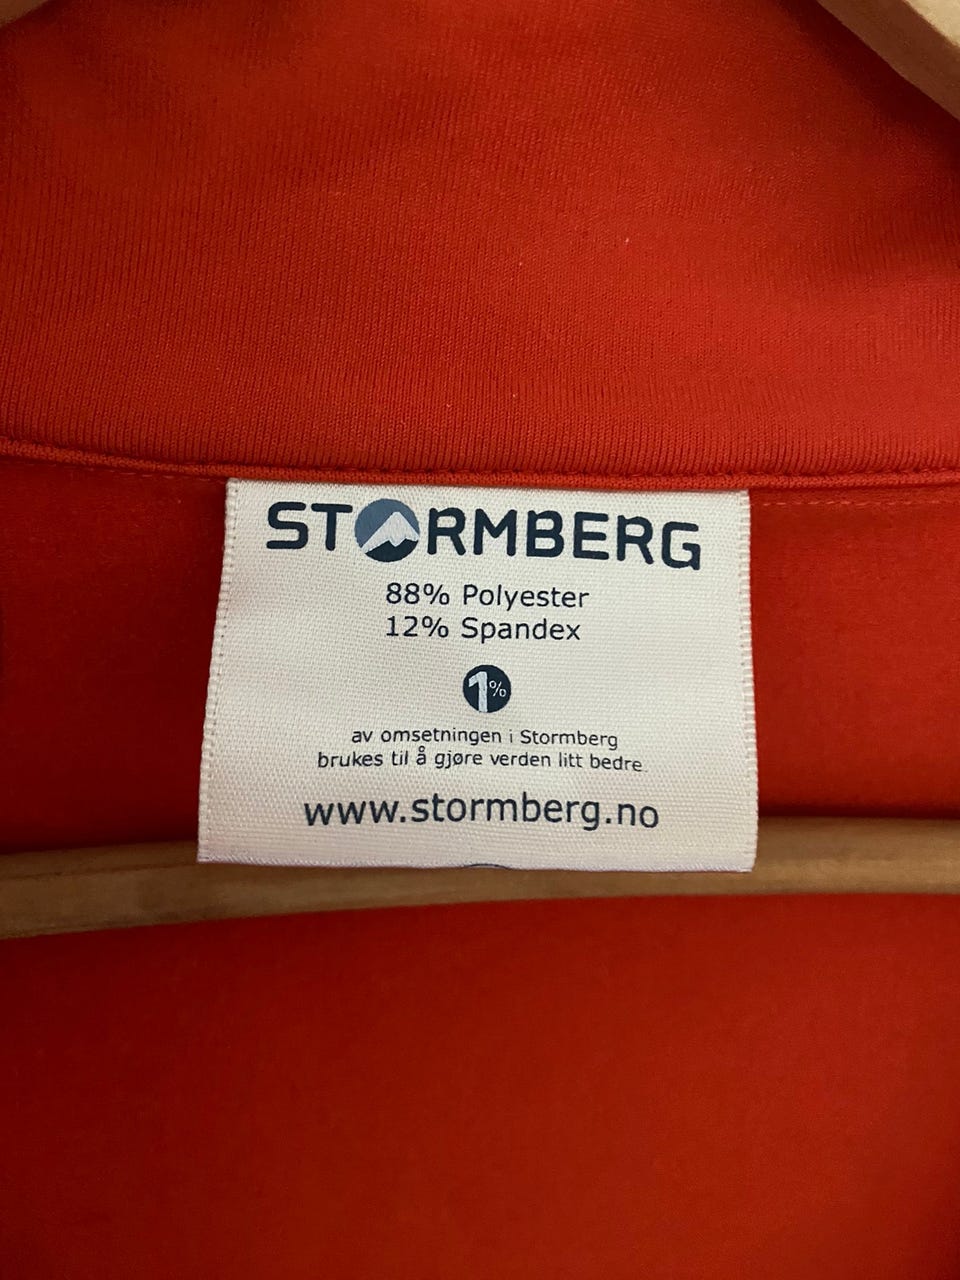 STORMBERG
88% Polyester
12% Spandex
1%
av omsetningen i Stormberg
brukes til å gjøre verden litt bedre.
www.stormberg.no